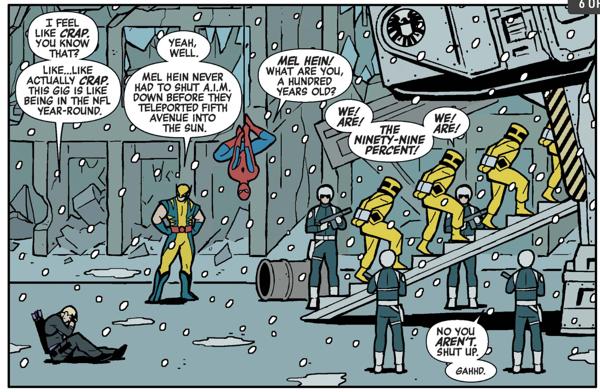 6 OF
I FEEL
LIKE CRAP.
YOU KNOW
THAT?
LIKE...LIKE
ACTUALLY CRAP.
THIS GIG IS LIKE
BEING IN THE NFL
YEAR-ROUND.
YEAH,
WELL.
MEL HEIN NEVER
HAD TO SHUT A.I.M.
DOWN BEFORE THEY
TELEPORTED FIFTH
AVENUE INTO
THE SUN.
MEL HEIN!
WHAT ARE YOU,
A HUNDRED
YEARS OLD?
WE!
ARE!
THE
NINETY-NINE
PERCENT!
WE!
ARE!
NO YOU
AREN'T.
SHUT UP.
GAHHD.